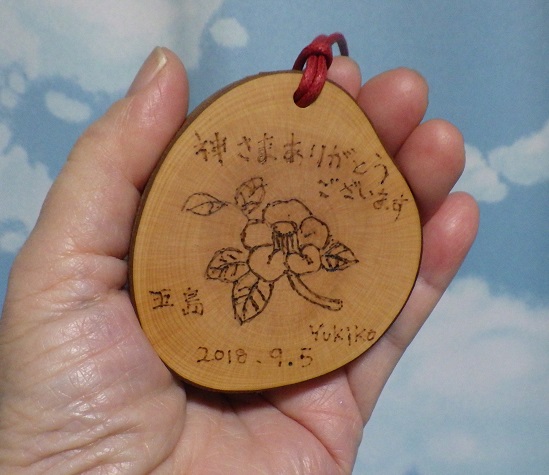 神さまありがとう
ございます
五島
Yukiko
2018.9.5